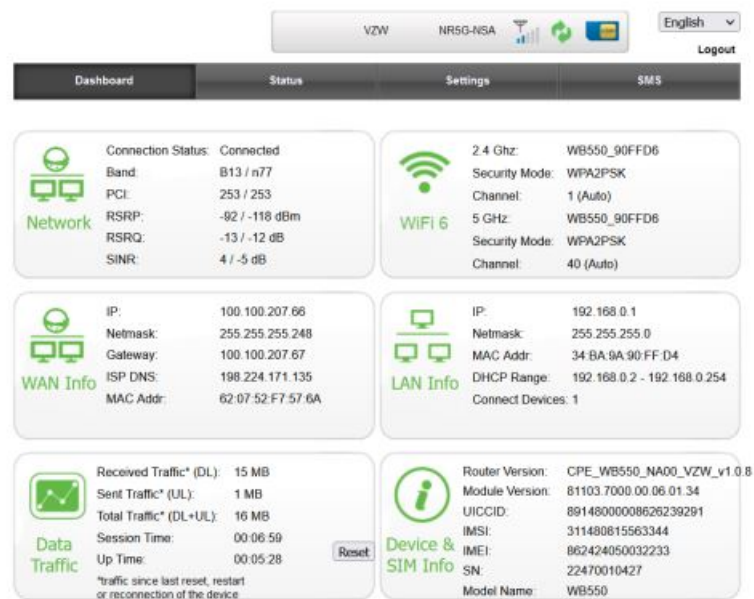 VZW NR5G-NSA English
Logout
Dashboard Status Settings SMS
Network
Connection Status: Connected
Band: B13 / n77
PCI: 253 / 253
RSRP: -92 / -118 dBm
RSRQ: -13 / -12 dB
SINR: 4 / -5 dB
WiFi 6
2.4 Ghz: WB550_90FFD6
Security Mode: WPA2PSK
Channel: 1 (Auto)
5 GHz: WB550_90FFD6
Security Mode: WPA2PSK
Channel: 40 (Auto)
WAN Info
IP: 100.100.207.66
Netmask: 255.255.255.248
Gateway: 100.100.207.67
ISP DNS: 198.224.171.135
MAC Addr: 62:07:52:F7:57:6A
LAN Info
IP: 192.168.0.1
Netmask: 255.255.255.0
MAC Addr: 34:BA:9A:90:FF:D4
DHCP Range: 192.168.0.2 - 192.168.0.254
Connect Devices: 1
Data
Traffic
Received Traffic* (DL): 15 MB
Sent Traffic* (UL): 1 MB
Total Traffic* (DL+UL): 16 MB
Session Time: 00:06:59
Up Time: 00:05:28
Reset
*traffic since last reset, restart
or reconnection of the device
Device &
SIM Info
Router Version: CPE_WB550_NA00_VZW_v1.0.8
Module Version: 81103.7000.00.06.01.34
UICCID: 89148000008626239291
IMSI: 311480815563344
IMEI: 862424050032233
SN: 22470010427
Model Name: WB550